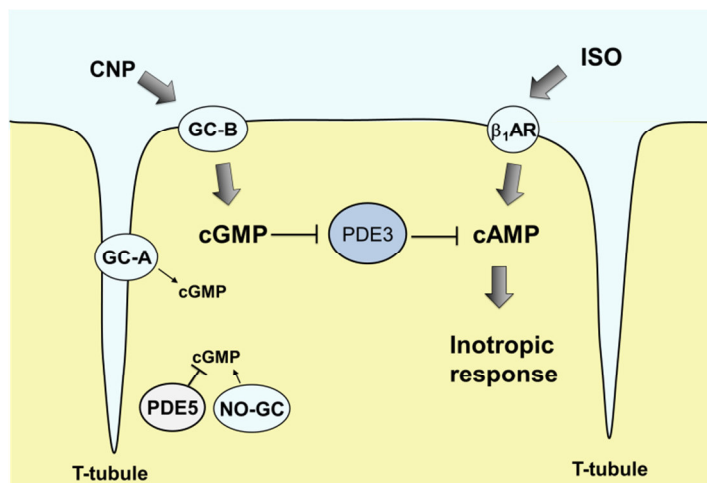 CNP
ISO
GC-B
β₁AR
cGMP
PDE3
cAMP
GC-A
cGMP
Inotropic
response
cGMP
PDE5
NO-GC
T-tubule
T-tubule